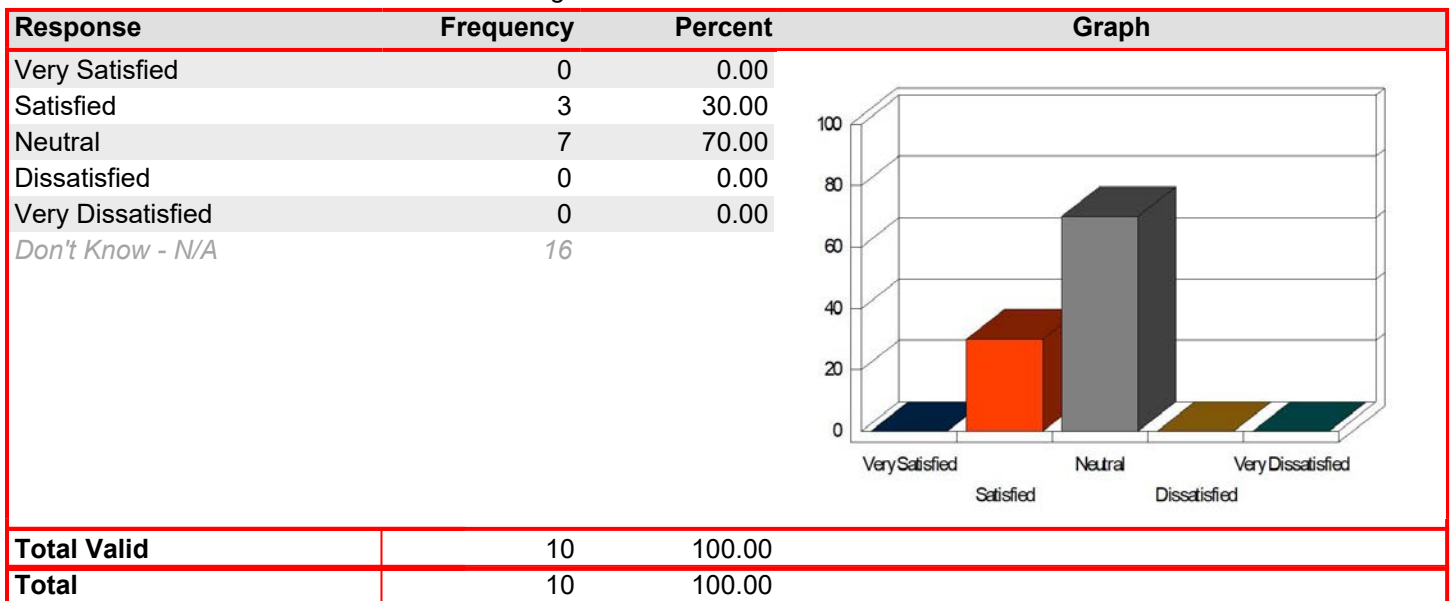 Response Frequency Percent Graph
Very Satisfied 0 0.00
Satisfied 3 30.00
Neutral 7 70.00
Dissatisfied 0 0.00
Very Dissatisfied 0 0.00
Don't Know - N/A 16
100
80
60
40
20
0
Very Satisfied Neutral Very Dissatisfied
Satisfied Dissatisfied
Total Valid 10 100.00
Total 10 100.00